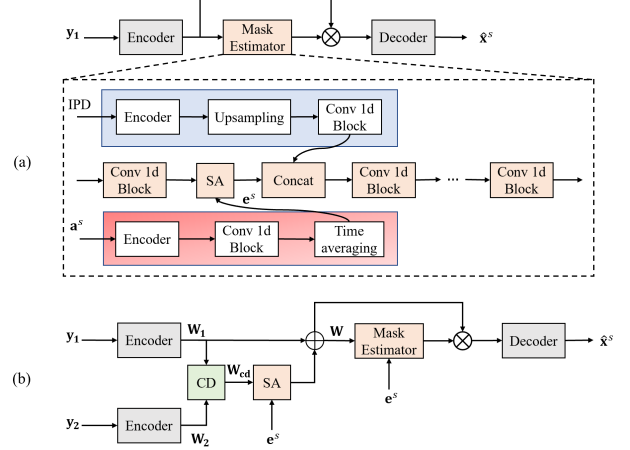 y₁ Encoder Mask Estimator Decoder x̂ˢ
IPD Encoder Upsampling Conv 1d Block
(a)
Conv 1d Block SA eˢ Concat Conv 1d Block ... Conv 1d Block
aˢ Encoder Conv 1d Block Time averaging
y₁ Encoder W₁ W Mask Estimator Decoder x̂ˢ
(b)
CD W_cd SA eˢ
y₂ Encoder W₂ eˢ